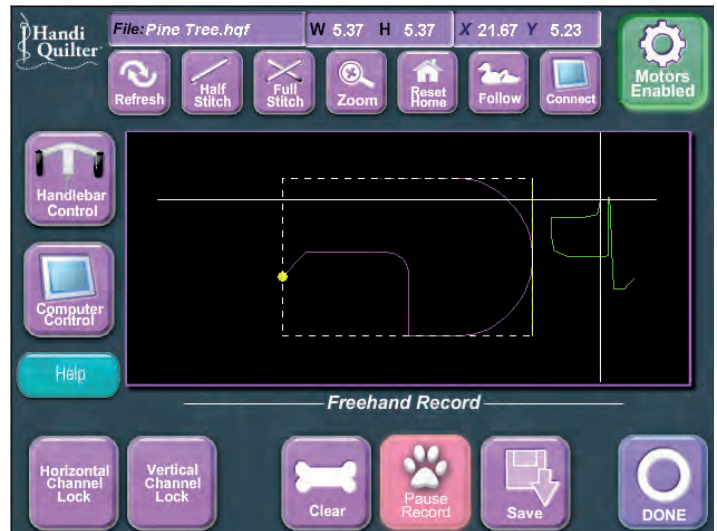 Handi
Quilter
File: Pine Tree.hqf W 5.37 H 5.37 X 21.67 Y 5.23
Refresh
Half
Stitch
Full
Stitch
Zoom
Reset
Home
Follow
Connect
Motors
Enabled
Handlebar
Control
Computer
Control
Help
Freehand Record
Horizontal
Channel
Lock
Vertical
Channel
Lock
Clear
Pause
Record
Save
DONE